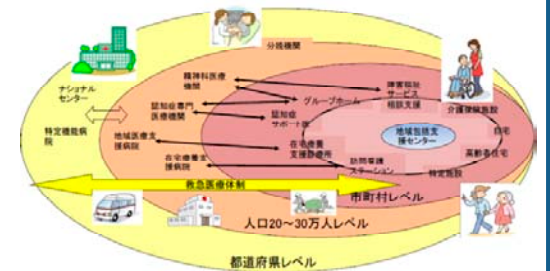 分娩機関
ナショナル
センター
特定機能病
院
精神科医療
機関
認知症専門
医療機関
地域医療支
援病院
在宅療養支
援病院
グループホーム
認知症
サポート医
在宅療養
支援診療所
訪問看護
ステーション
障害福祉
サービス
相談支援
介護保険施設
地域包括支
援センター
自宅
高齢者住宅
特定施設
救急医療体制
市町村レベル
人口20~30万人レベル
都道府県レベル